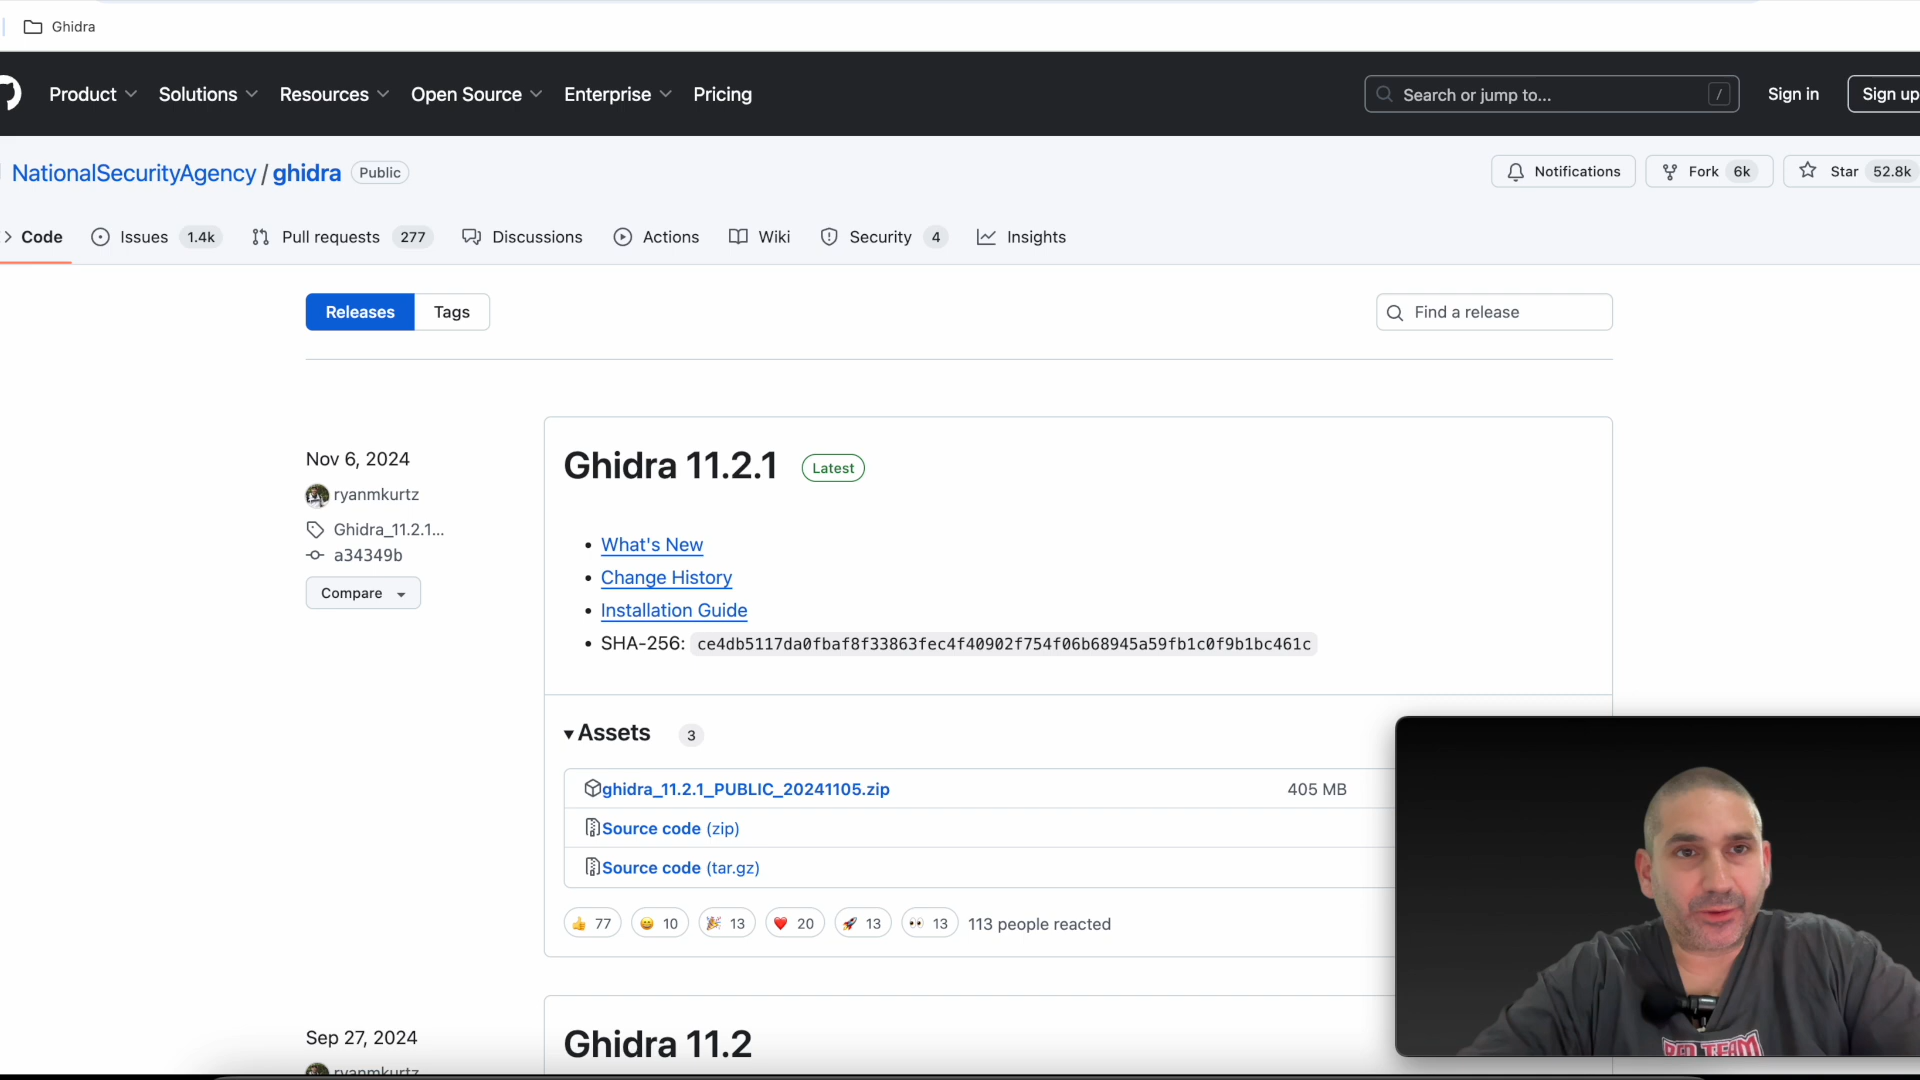 Ghidra
Product Solutions Resources Open Source Enterprise Pricing Search or jump to... / Sign in Sign up
NationalSecurityAgency / ghidra Public Notifications Fork 6k Star 52.8k
Code Issues 1.4k Pull requests 277 Discussions Actions Wiki Security 4 Insights
Releases Tags Find a release
Nov 6, 2024
ryanmkurtz
Ghidra_11.2.1...
a34349b
Compare
Ghidra 11.2.1 Latest
• What's New
• Change History
• Installation Guide
• SHA-256: ce4db5117da0fbaf8f33863fec4f40902f754f06b68945a59fb1c0f9b1bc461c
Assets 3
ghidra_11.2.1_PUBLIC_20241105.zip 405 MB
Source code (zip)
Source code (tar.gz)
👍 77 😄 10 🎉 13 ❤️ 20 🚀 13 👀 13 113 people reacted
Sep 27, 2024
ryanmkurtz
Ghidra 11.2
RED TEAM